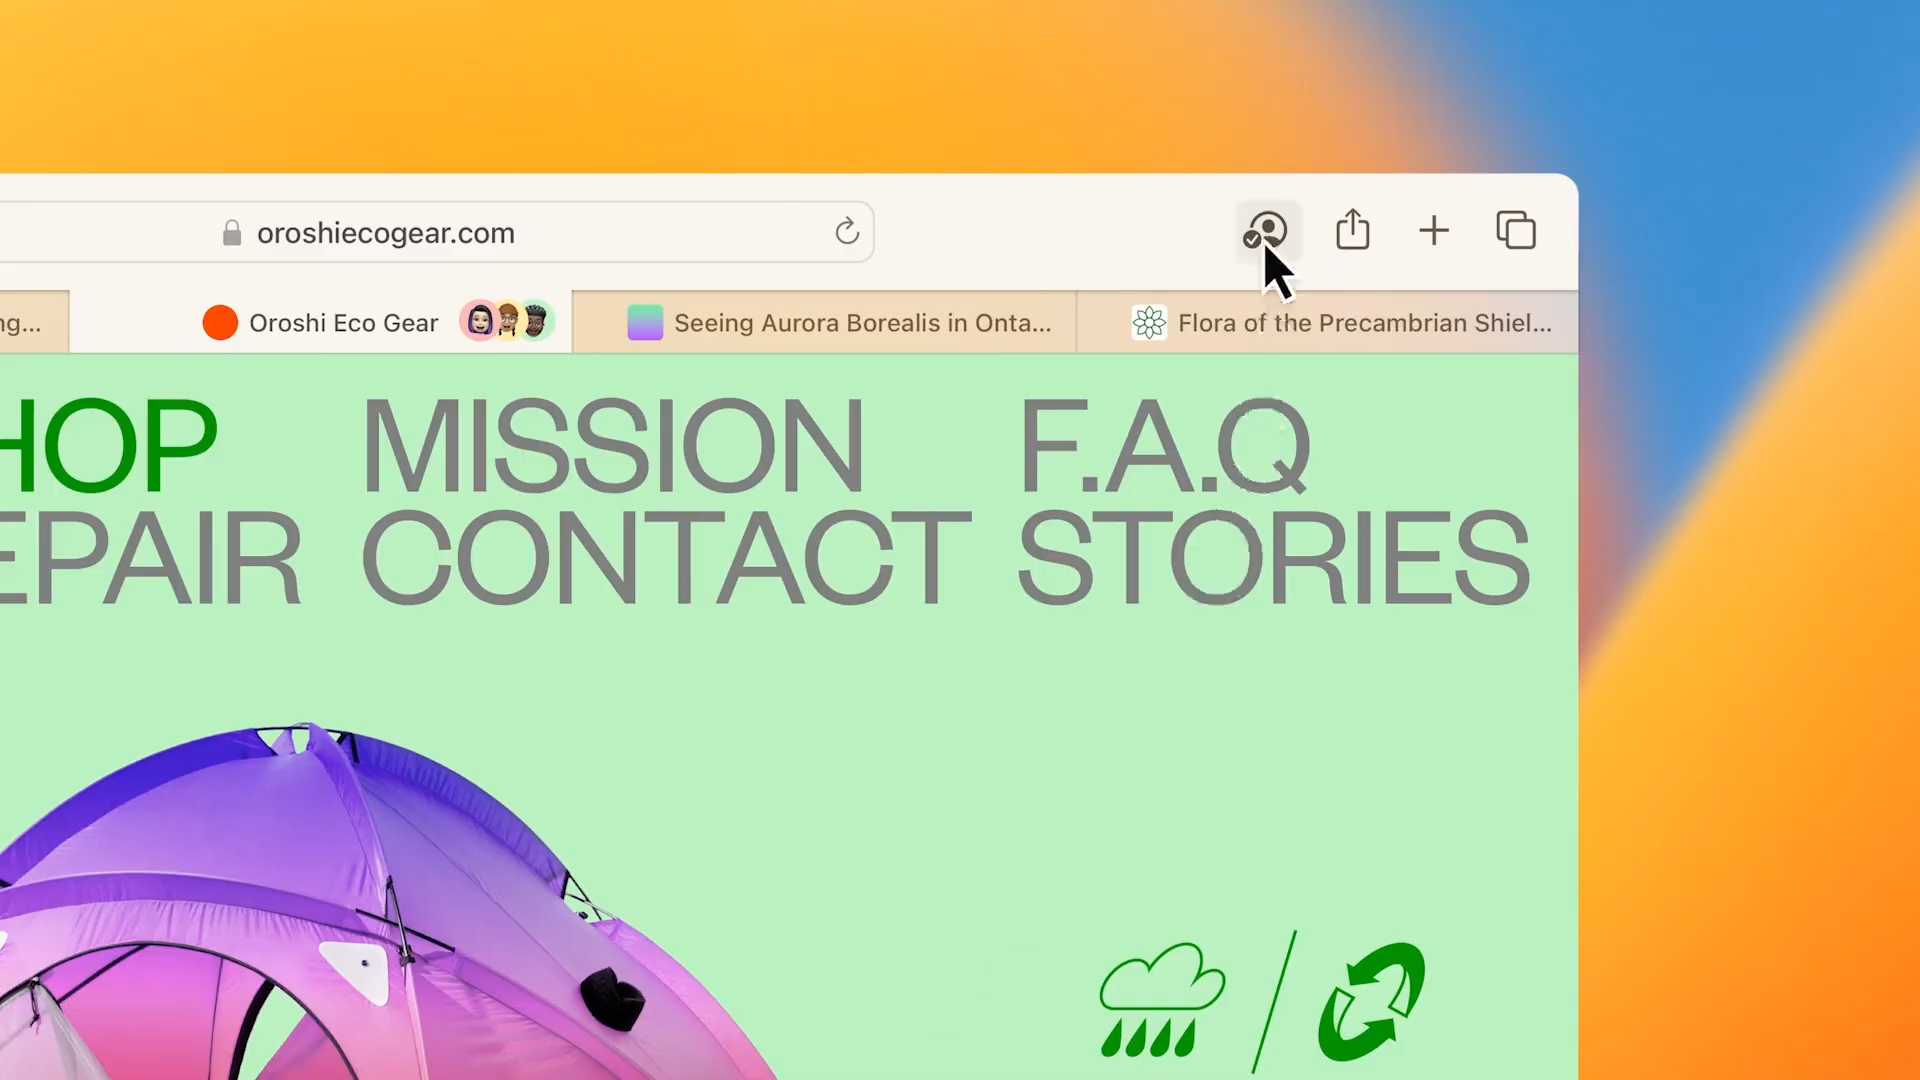 oroshiecogear.com
ng...
Oroshi Eco Gear
Seeing Aurora Borealis in Onta...
Flora of the Precambrian Shiel...
HOP MISSION F.A.Q
EPAIR CONTACT STORIES